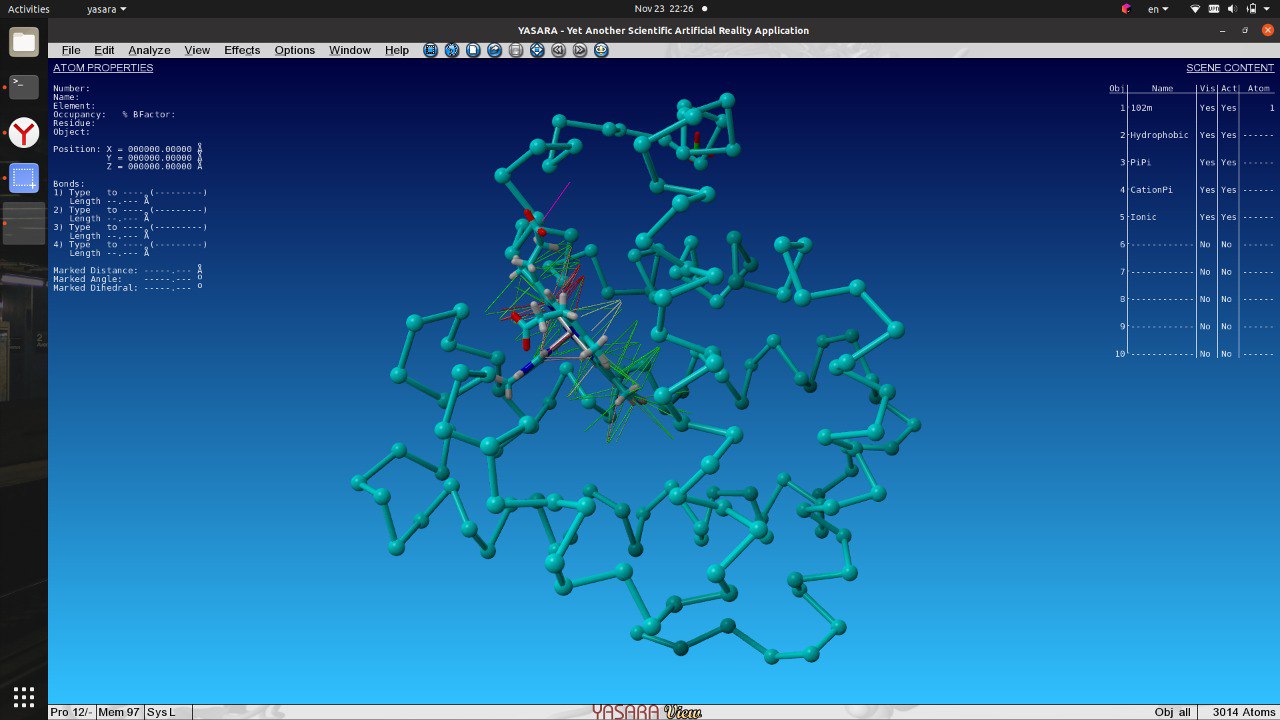 Activities
yasara
Nov 23 22:26
en
YASARA - Yet Another Scientific Artificial Reality Application
File Edit Analyze View Effects Options Window Help
ATOM PROPERTIES
Number:
Name:
Element:
Occupancy: % BFactor:
Residue:
Object:
Position: X = 000000.00000 Å
Y = 000000.00000 Å
Z = 000000.00000 Å
Bonds:
1) Type to ----(---------)
Length --.--- Å
2) Type to ----(---------)
Length --.--- Å
3) Type to ----(---------)
Length --.--- Å
4) Type to ----(---------)
Length --.--- Å
Marked Distance: -----.--- Å
Marked Angle: -----.--- o
Marked Dihedral: -----.--- o
SCENE CONTENT
Obj Name Vis Act Atom
1 102m Yes Yes 1
2 Hydrophobic Yes Yes ------
3 PiPi Yes Yes ------
4 CationPi Yes Yes ------
5 Ionic Yes Yes ------
6 ------------ No No ------
7 ------------ No No ------
8 ------------ No No ------
9 ------------ No No ------
10 ------------ No No ------
Pro 12/- Mem 97 Sys L
YASARA View
Obj all 3014 Atoms